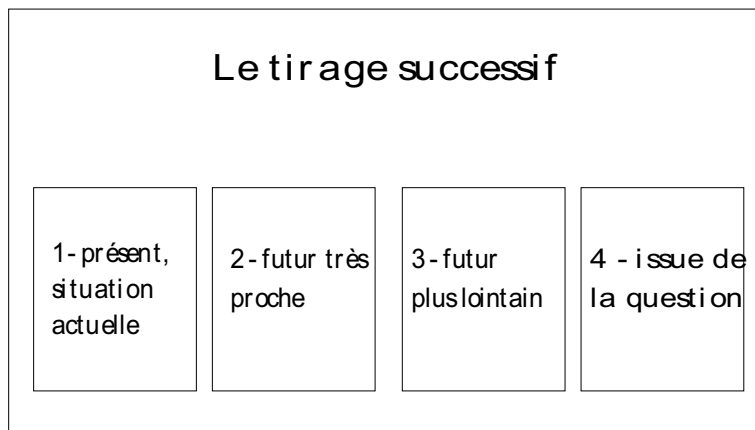 Le tirage successif
1- présent,
situation
actuelle
2- futur très
proche
3- futur
plus lointain
4 - issue de
la question